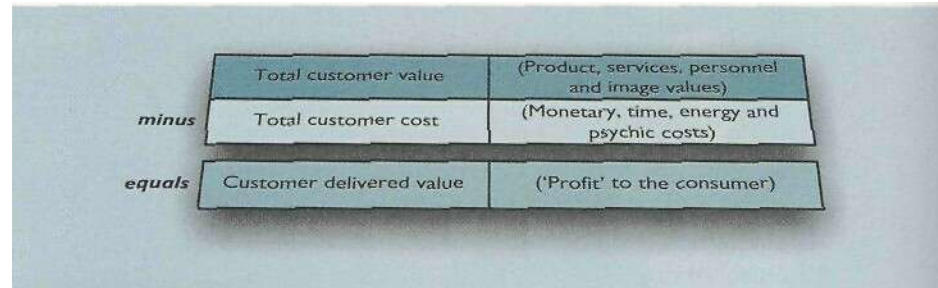 Total customer value (Product, services, personnel
and image values)
minus Total customer cost (Monetary, time, energy and
psychic costs)
equals Customer delivered value ('Profit' to the consumer)